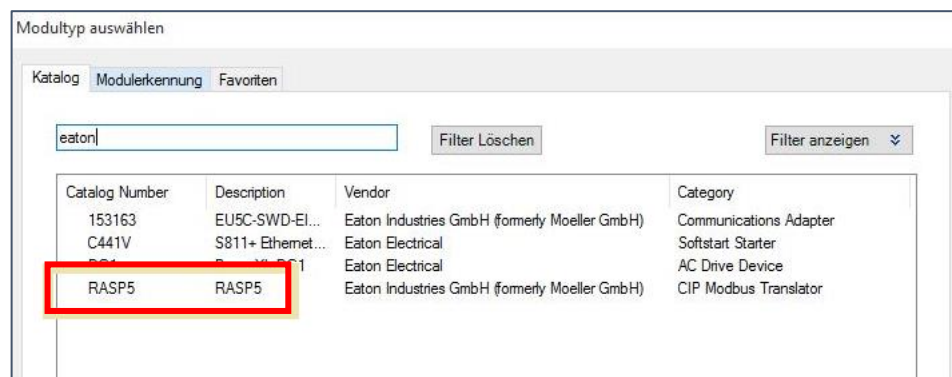 Modultyp auswählen
Katalog Modulerkennung Favoriten
eaton Filter Löschen Filter anzeigen
Catalog Number Description Vendor Category
153163 EU5C-SWD-EI... Eaton Industries GmbH (formerly Moeller GmbH) Communications Adapter
C441V S811+ Ethernet... Eaton Electrical Softstart Starter
Eaton Electrical AC Drive Device
RASP5 RASP5 Eaton Industries GmbH (formerly Moeller GmbH) CIP Modbus Translator